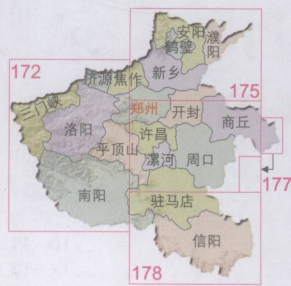 安阳
鹤壁
濮阳
172
济源 焦作
新乡
175
三门峡
郑州
开封
商丘
洛阳
许昌
平顶山
漯河
周口
177
南阳
驻马店
信阳
178